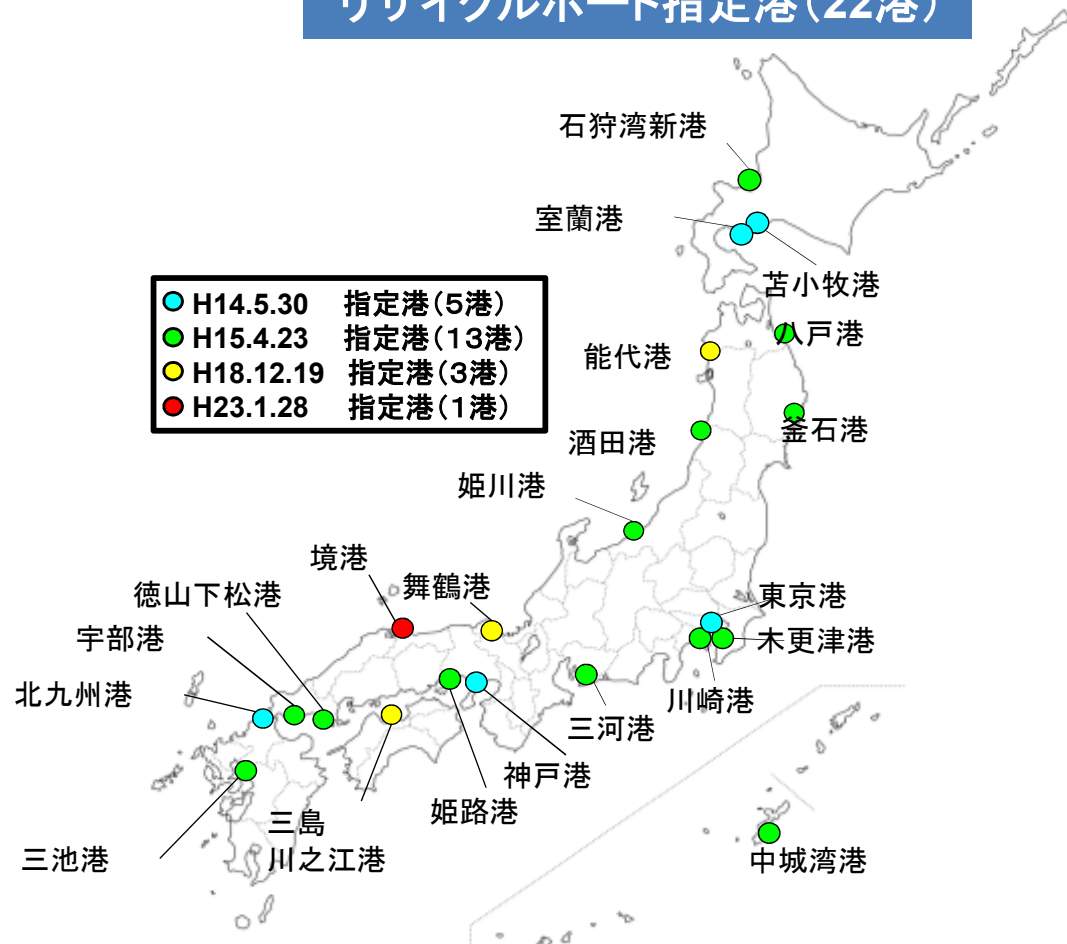 リサイクルポート指定港(22港)
石狩湾新港
室蘭港
苫小牧港
H14.5.30 指定港(5港)
H15.4.23 指定港(13港)
H18.12.19 指定港(3港)
H23.1.28 指定港(1港)
八戸港
能代港
釜石港
酒田港
姫川港
境港
舞鶴港
徳山下松港
宇部港
北九州港
東京港
木更津港
川崎港
三河港
神戸港
姫路港
三島
川之江港
三池港
中城湾港